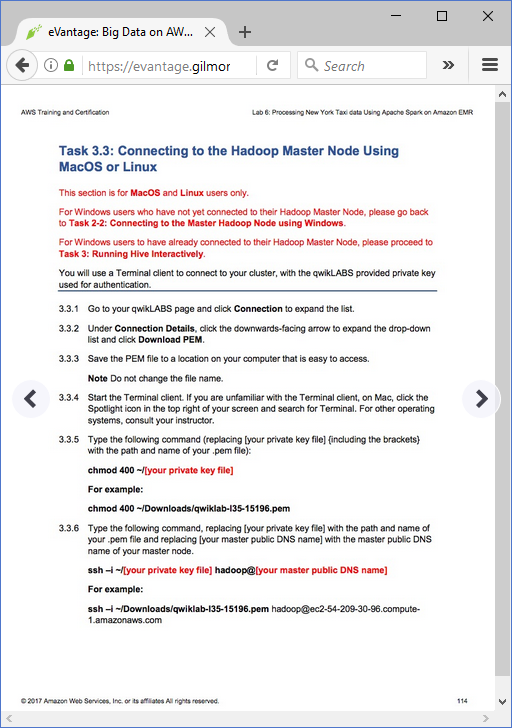 eVantage: Big Data on AW...
https://evantage.gilmor
Search
AWS Training and Certification
Lab 6: Processing New York Taxi data Using Apache Spark on Amazon EMR
Task 3.3: Connecting to the Hadoop Master Node Using
MacOS or Linux
This section is for MacOS and Linux users only.
For Windows users who have not yet connected to their Hadoop Master Node, please go back
to Task 2-2: Connecting to the Master Hadoop Node using Windows.
For Windows users to have already connected to their Hadoop Master Node, please proceed to
Task 3: Running Hive Interactively.
You will use a Terminal client to connect to your cluster, with the qwikLABS provided private key
used for authentication.
3.3.1 Go to your qwikLABS page and click Connection to expand the list.
3.3.2 Under Connection Details, click the downwards-facing arrow to expand the drop-down
list and click Download PEM.
3.3.3 Save the PEM file to a location on your computer that is easy to access.
Note Do not change the file name.
3.3.4 Start the Terminal client. If you are unfamiliar with the Terminal client, on Mac, click the
Spotlight icon in the top right of your screen and search for Terminal. For other operating
systems, consult your instructor.
3.3.5 Type the following command (replacing [your private key file] {including the brackets}
with the path and name of your .pem file):
chmod 400 ~/[your private key file]
For example:
chmod 400 ~/Downloads/qwiklab-l35-15196.pem
3.3.6 Type the following command, replacing [your private key file] with the path and name of
your .pem file and replacing [your master public DNS name] with the master public DNS
name of your master node.
ssh –i ~/[your private key file] hadoop@[your master public DNS name]
For example:
ssh –i ~/Downloads/qwiklab-l35-15196.pem hadoop@ec2-54-209-30-96.compute-
1.amazonaws.com
© 2017 Amazon Web Services, Inc. or its affiliates All rights reserved.
114